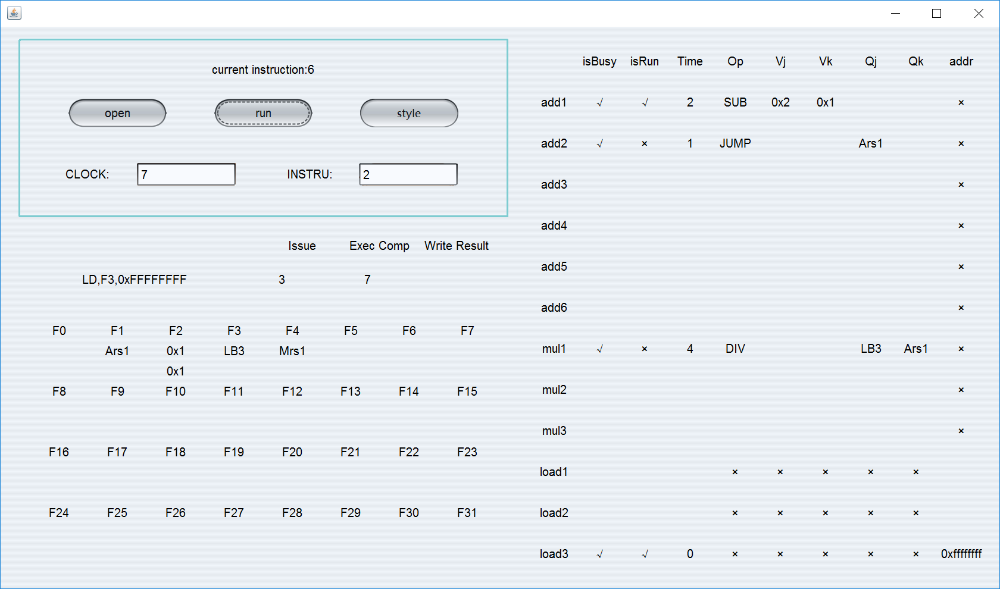 current instruction:6
open run style
CLOCK: 7 INSTRU: 2
Issue Exec Comp Write Result
LD,F3,0xFFFFFFFF 3 7
F0 F1 F2 F3 F4 F5 F6 F7
Ars1 0x1 LB3 Mrs1
0x1
F8 F9 F10 F11 F12 F13 F14 F15
F16 F17 F18 F19 F20 F21 F22 F23
F24 F25 F26 F27 F28 F29 F30 F31
isBusy isRun Time Op Vj Vk Qj Qk addr
add1 √ √ 2 SUB 0x2 0x1 ×
add2 √ × 1 JUMP Ars1 ×
add3 ×
add4 ×
add5 ×
add6 ×
mul1 √ × 4 DIV LB3 Ars1 ×
mul2 ×
mul3 ×
load1 × × × × ×
load2 × × × × ×
load3 √ √ 0 × × × × × 0xffffffff